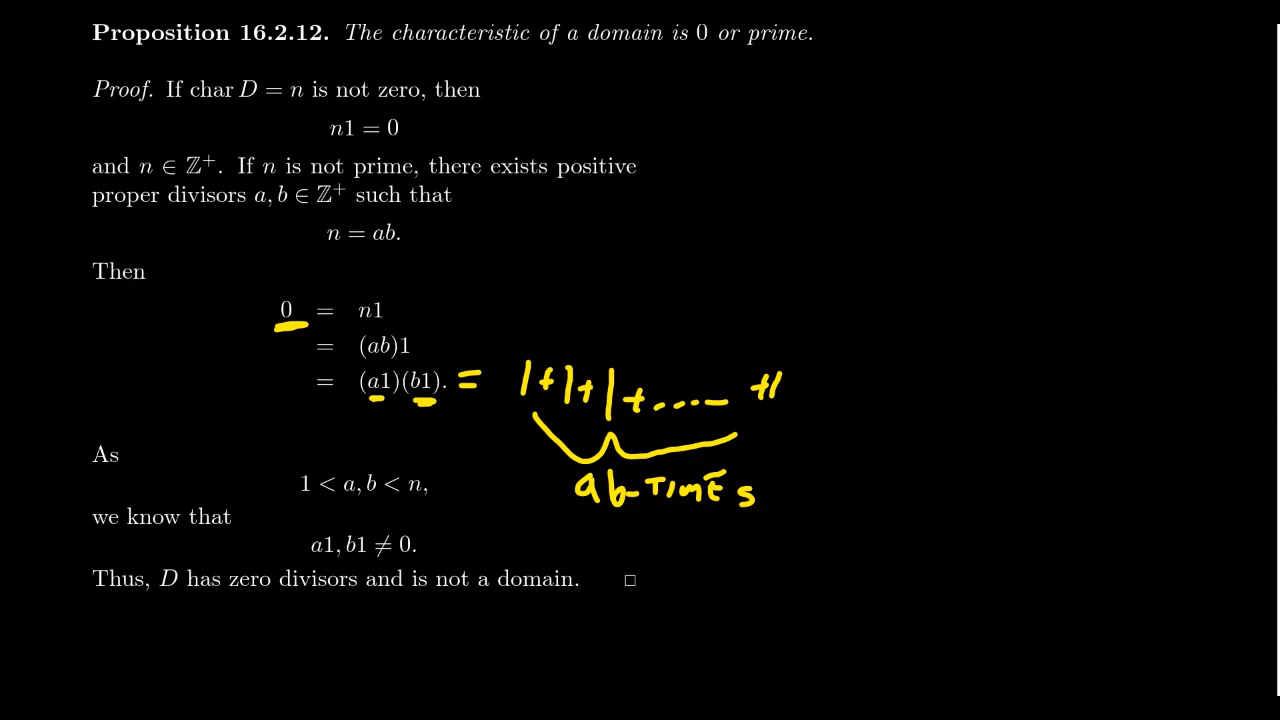 Proposition 16.2.12. The characteristic of a domain is 0 or prime.
Proof. If char D = n is not zero, then
n1 = 0
and n ∈ ℤ⁺. If n is not prime, there exists positive
proper divisors a, b ∈ ℤ⁺ such that
n = ab.
Then
0 = n1
= (ab)1
= (a1)(b1). = 1+1+1+....— +1
ab-TIMES
As
1 < a, b < n,
we know that
a1, b1 ≠ 0.
Thus, D has zero divisors and is not a domain. □